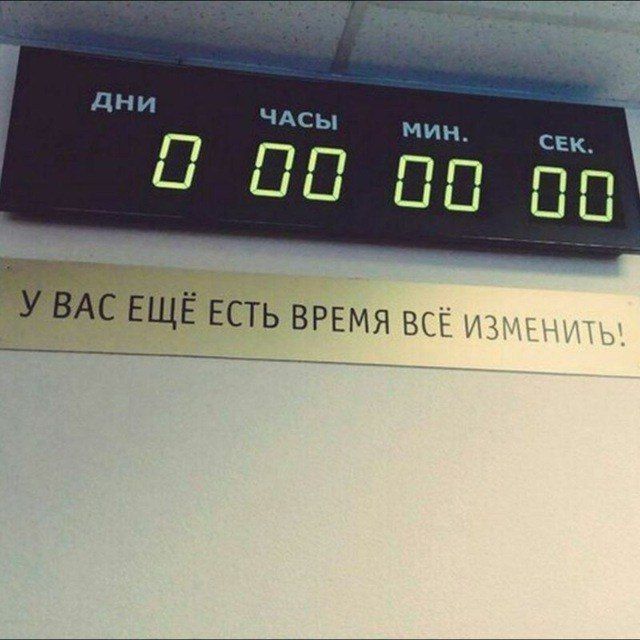 ДНИ ЧАСЫ МИН. СЕК.
0 00 00 00
У ВАС ЕЩЁ ЕСТЬ ВРЕМЯ ВСЁ ИЗМЕНИТЬ!